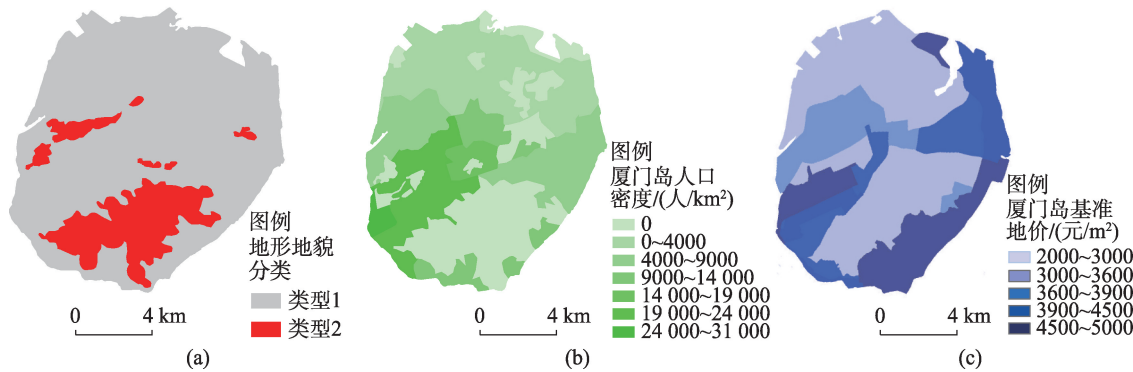 图例
地形地貌
分类
类型1
类型2
0 4 km
(a)
图例
厦门岛人口
密度/(人/km²)
0
0~4000
4000~9000
9000~14 000
14 000~19 000
19 000~24 000
24 000~31 000
0 4 km
(b)
图例
厦门岛基准
地价/(元/m²)
2000~3000
3000~3600
3600~3900
3900~4500
4500~5000
0 4 km
(c)